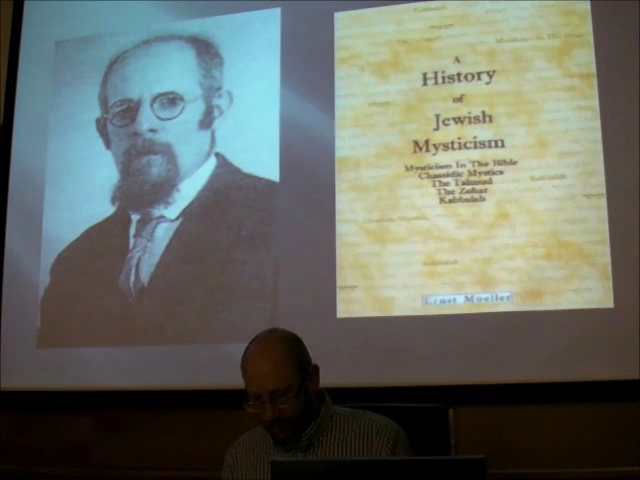 A
History
of
Jewish
Mysticism
Mysticism In The Bible
Chassidic Mystics
The Talmud
The Zohar
Kabbalah
Ernst Mueller